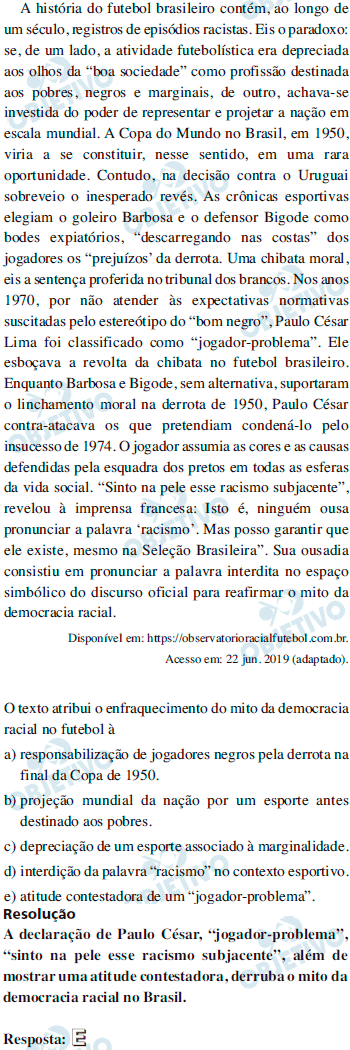 A história do futebol brasileiro contém, ao longo de
um século, registros de episódios racistas. Eis o paradoxo:
se, de um lado, a atividade futebolística era depreciada
aos olhos da “boa sociedade” como profissão destinada
aos pobres, negros e marginais, de outro, achava-se
investida do poder de representar e projetar a nação em
escala mundial. A Copa do Mundo no Brasil, em 1950,
viria a se constituir, nesse sentido, em uma rara
oportunidade. Contudo, na decisão contra o Uruguai
sobreveio o inesperado revés. As crônicas esportivas
elegiam o goleiro Barbosa e o defensor Bigode como
bodes expiatórios, “descarregando nas costas” dos
jogadores os “prejuízos’ da derrota. Uma chibata moral,
eis a sentença proferida no tribunal dos brancos. Nos anos
1970, por não atender às expectativas normativas
suscitadas pelo estereótipo do “bom negro”, Paulo César
Lima foi classificado como “jogador-problema”. Ele
esboçava a revolta da chibata no futebol brasileiro.
Enquanto Barbosa e Bigode, sem alternativa, suportaram
o linchamento moral na derrota de 1950, Paulo César
contra-atacava os que pretendiam condená-lo pelo
insucesso de 1974. O jogador assumia as cores e as causas
defendidas pela esquadra dos pretos em todas as esferas
da vida social. “Sinto na pele esse racismo subjacente”,
revelou à imprensa francesa: Isto é, ninguém ousa
pronunciar a palavra ‘racismo’. Mas posso garantir que
ele existe, mesmo na Seleção Brasileira”. Sua ousadia
consistiu em pronunciar a palavra interdita no espaço
simbólico do discurso oficial para reafirmar o mito da
democracia racial.
Disponível em: https://observatorioracialfutebol.com.br.
Acesso em: 22 jun. 2019 (adaptado).
O texto atribui o enfraquecimento do mito da democracia
racial no futebol à
a) responsabilização de jogadores negros pela derrota na
final da Copa de 1950.
b) projeção mundial da nação por um esporte antes
destinado aos pobres.
c) depreciação de um esporte associado à marginalidade.
d) interdição da palavra “racismo” no contexto esportivo.
e) atitude contestadora de um “jogador-problema”.
Resolução
A declaração de Paulo César, “jogador-problema”,
“sinto na pele esse racismo subjacente”, além de
mostrar uma atitude contestadora, derruba o mito da
democracia racial no Brasil.
Resposta: E